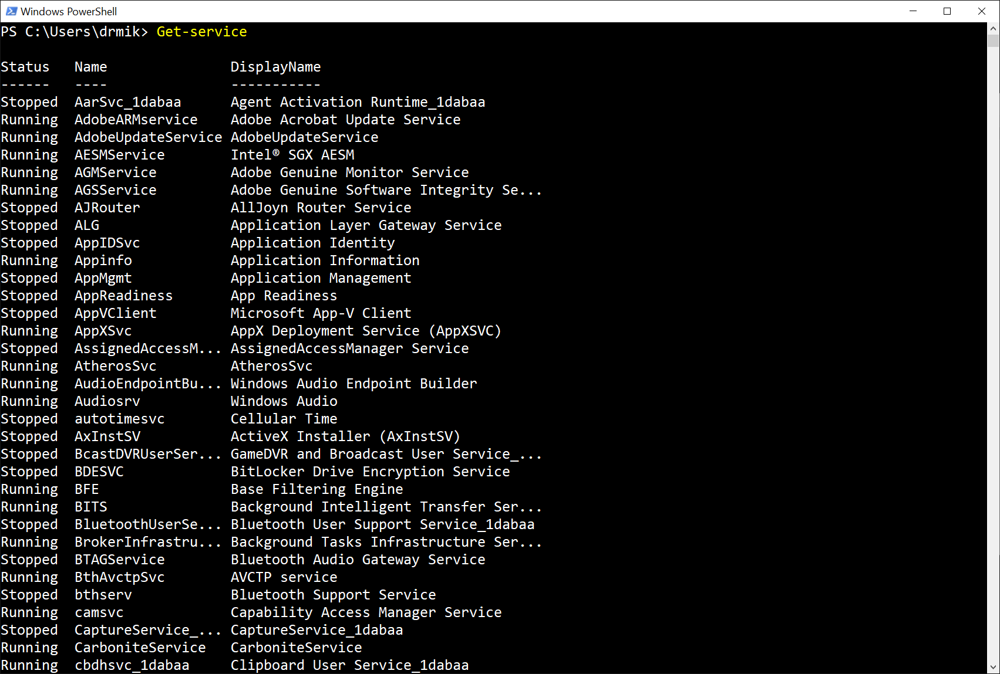 Windows PowerShell
PS C:\Users\drmik> Get-service
Status   Name               DisplayName
------   ----               -----------
Stopped  AarSvc_1dabaa      Agent Activation Runtime_1dabaa
Running  AdobeARMservice    Adobe Acrobat Update Service
Running  AdobeUpdateService AdobeUpdateService
Running  AESMService        Intel® SGX AESM
Running  AGMService         Adobe Genuine Monitor Service
Running  AGSService         Adobe Genuine Software Integrity Se...
Stopped  AJRouter           AllJoyn Router Service
Stopped  ALG                Application Layer Gateway Service
Stopped  AppIDSvc           Application Identity
Running  Appinfo            Application Information
Stopped  AppMgmt            Application Management
Stopped  AppReadiness       App Readiness
Stopped  AppVClient         Microsoft App-V Client
Running  AppXSvc            AppX Deployment Service (AppXSVC)
Stopped  AssignedAccessM... AssignedAccessManager Service
Running  AtherosSvc         AtherosSvc
Running  AudioEndpointBu... Windows Audio Endpoint Builder
Running  Audiosrv           Windows Audio
Stopped  autotimesvc        Cellular Time
Stopped  AxInstSV           ActiveX Installer (AxInstSV)
Stopped  BcastDVRUserSer... GameDVR and Broadcast User Service_...
Stopped  BDESVC             BitLocker Drive Encryption Service
Running  BFE                Base Filtering Engine
Running  BITS               Background Intelligent Transfer Ser...
Stopped  BluetoothUserSe... Bluetooth User Support Service_1dabaa
Running  BrokerInfrastru... Background Tasks Infrastructure Ser...
Stopped  BTAGService        Bluetooth Audio Gateway Service
Running  BthAvctpSvc        AVCTP service
Stopped  bthserv            Bluetooth Support Service
Running  camsvc             Capability Access Manager Service
Stopped  CaptureService_... CaptureService_1dabaa
Running  CarboniteService   CarboniteService
Running  cbdhsvc_1dabaa     Clipboard User Service_1dabaa